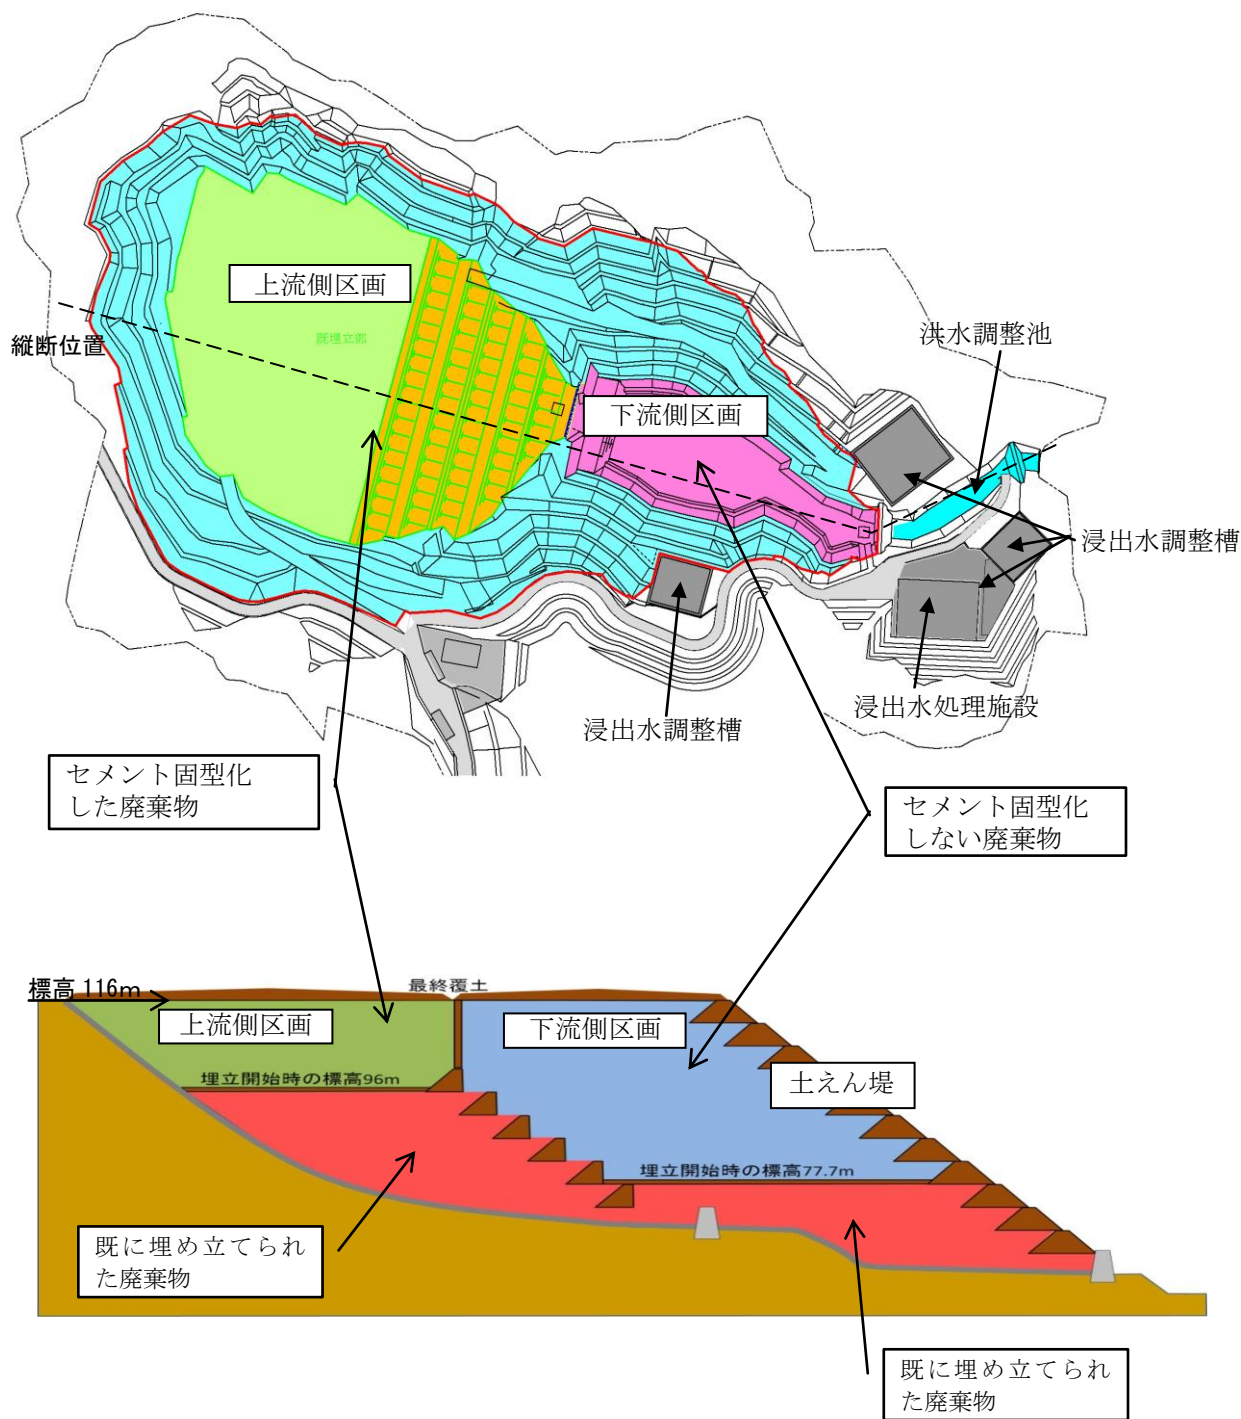 上流側区画
既埋立部
縦断位置
下流側区画
洪水調整池
浸出水調整槽
浸出水処理施設
浸出水調整槽
セメント固型化
した廃棄物
セメント固型化
しない廃棄物
最終覆土
標高 116m
上流側区画
下流側区画
埋立開始時の標高96m
土えん堤
埋立開始時の標高77.7m
既に埋め立てられ
た廃棄物
既に埋め立てられ
た廃棄物